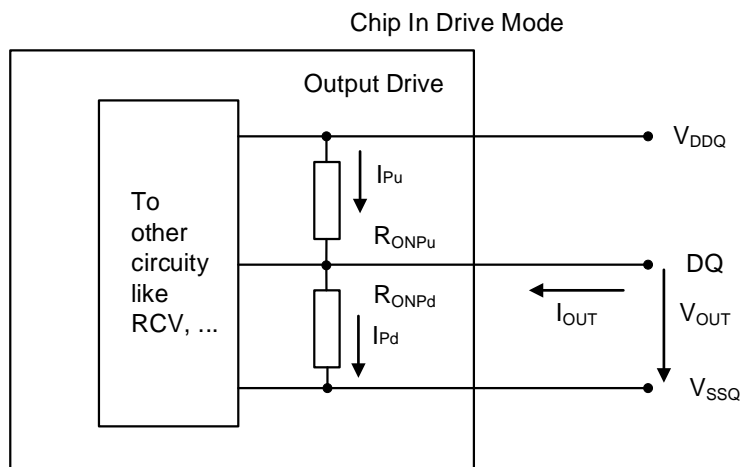 Chip In Drive Mode
Output Drive
To
other
circuity
like
RCV, ...
IPu
RONPu
RONPd
IPd
VDDQ
DQ
IOUT
VOUT
VSSQ